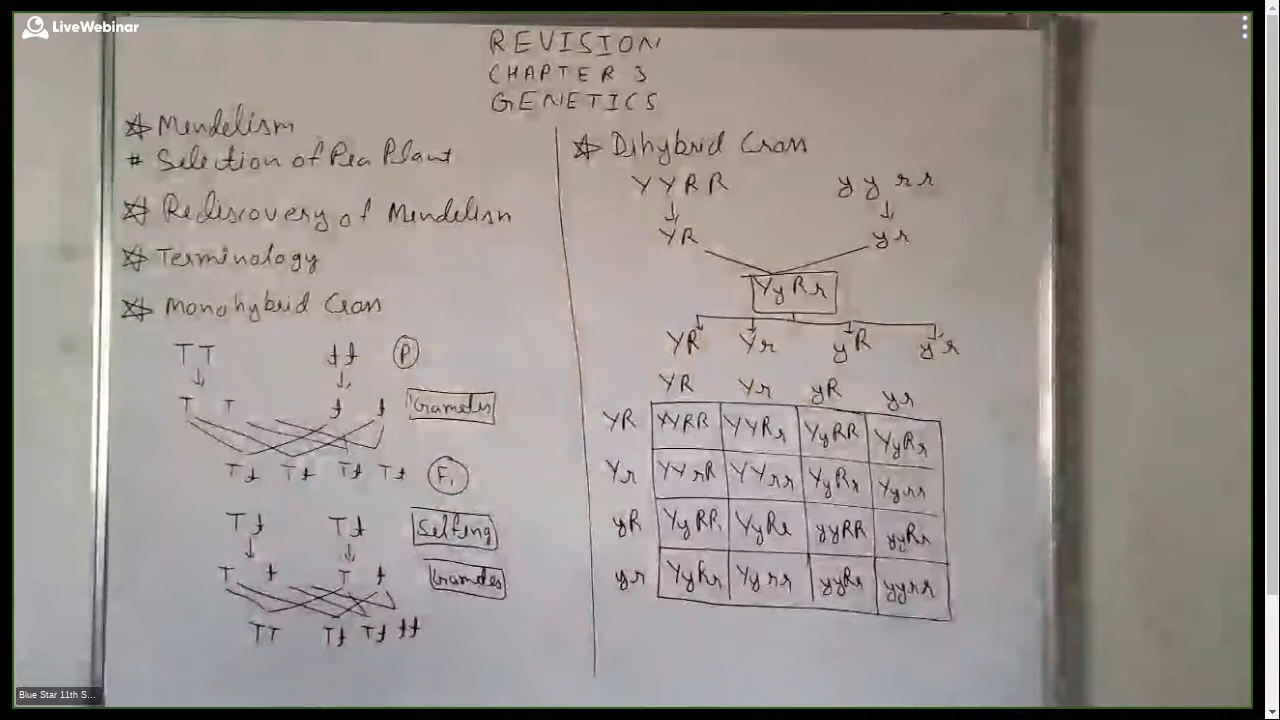 LiveWebinar
REVISION
CHAPTER 3
GENETICS
Mendelism
# Selection of Pea Plant
Rediscovery of Mendelism
Terminology
Monohybrid Cross
TT tt P
T T t t Gametes
Tt Tt Tt Tt F1
Tt Tt Selfing
T t T t Gametes
TT Tt Tt tt
Dihybrid Cross
YYRR yyrr
YR yr
YyRr
YR Yr yR yr
YR Yr yR yr
YR YYRR YYRr YyRR YyRr
Yr YYrR YYrr YyRr Yyrr
yR YyRR YyRr yyRR yyRr
yr YyRr Yyrr yyRr yyrr
Blue Star 11th S...